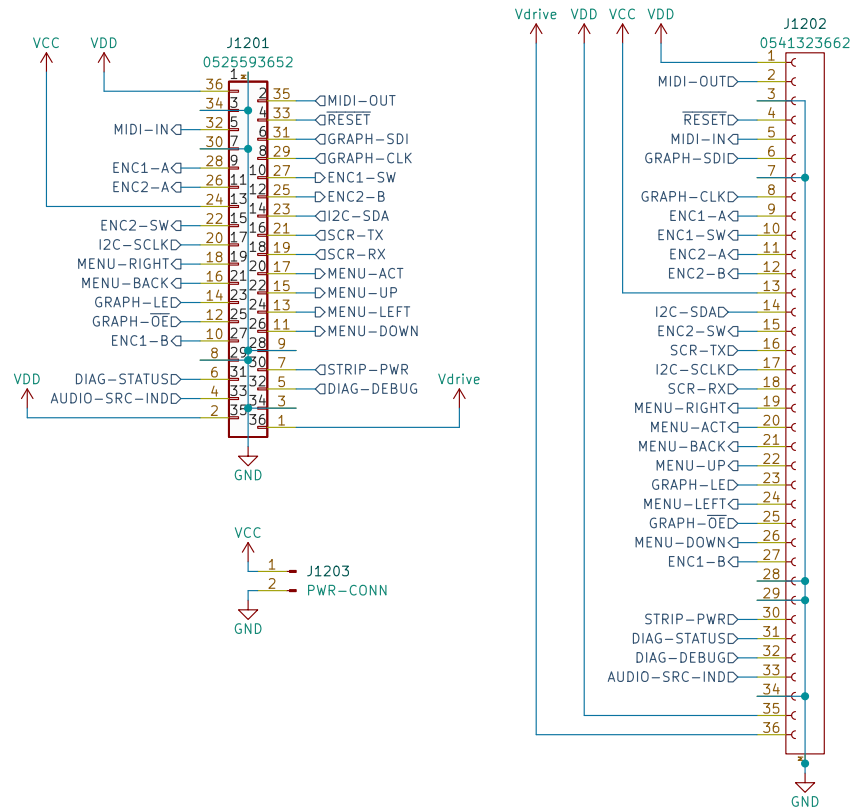 Vdrive VDD VCC VDD
J1202
0541323662
VCC VDD
J1201
0525593652
1
36
2 35 MIDI-OUT
34 3
4 33 RESET
MIDI-IN 32 5
6 31 GRAPH-SDI
30 7
8 29 GRAPH-CLK
ENC1-A 28 9
10 27 ENC1-SW
ENC2-A 26 11
12 25 ENC2-B
24 13
14 23 I2C-SDA
ENC2-SW 22 15
16 21 SCR-TX
I2C-SCLK 20 17
18 19 SCR-RX
MENU-RIGHT 18 19
20 17 MENU-ACT
MENU-BACK 16 21
22 15 MENU-UP
GRAPH-LE 14 23
24 13 MENU-LEFT
GRAPH-OE 12 25
26 11 MENU-DOWN
ENC1-B 10 27
28 9
8 29
30 7 STRIP-PWR
DIAG-STATUS 6 31
32 5 DIAG-DEBUG
AUDIO-SRC-IND 4 33
34 3
2 35
36 1
VDD
Vdrive
GND
VCC
1 J1203
2 PWR-CONN
GND
1
MIDI-OUT 2
3
RESET 4
MIDI-IN 5
GRAPH-SDI 6
7
GRAPH-CLK 8
ENC1-A 9
ENC1-SW 10
ENC2-A 11
ENC2-B 12
13
I2C-SDA 14
ENC2-SW 15
SCR-TX 16
I2C-SCLK 17
SCR-RX 18
MENU-RIGHT 19
MENU-ACT 20
MENU-BACK 21
MENU-UP 22
GRAPH-LE 23
MENU-LEFT 24
GRAPH-OE 25
MENU-DOWN 26
ENC1-B 27
28
29
STRIP-PWR 30
DIAG-STATUS 31
DIAG-DEBUG 32
AUDIO-SRC-IND 33
34
35
36
GND